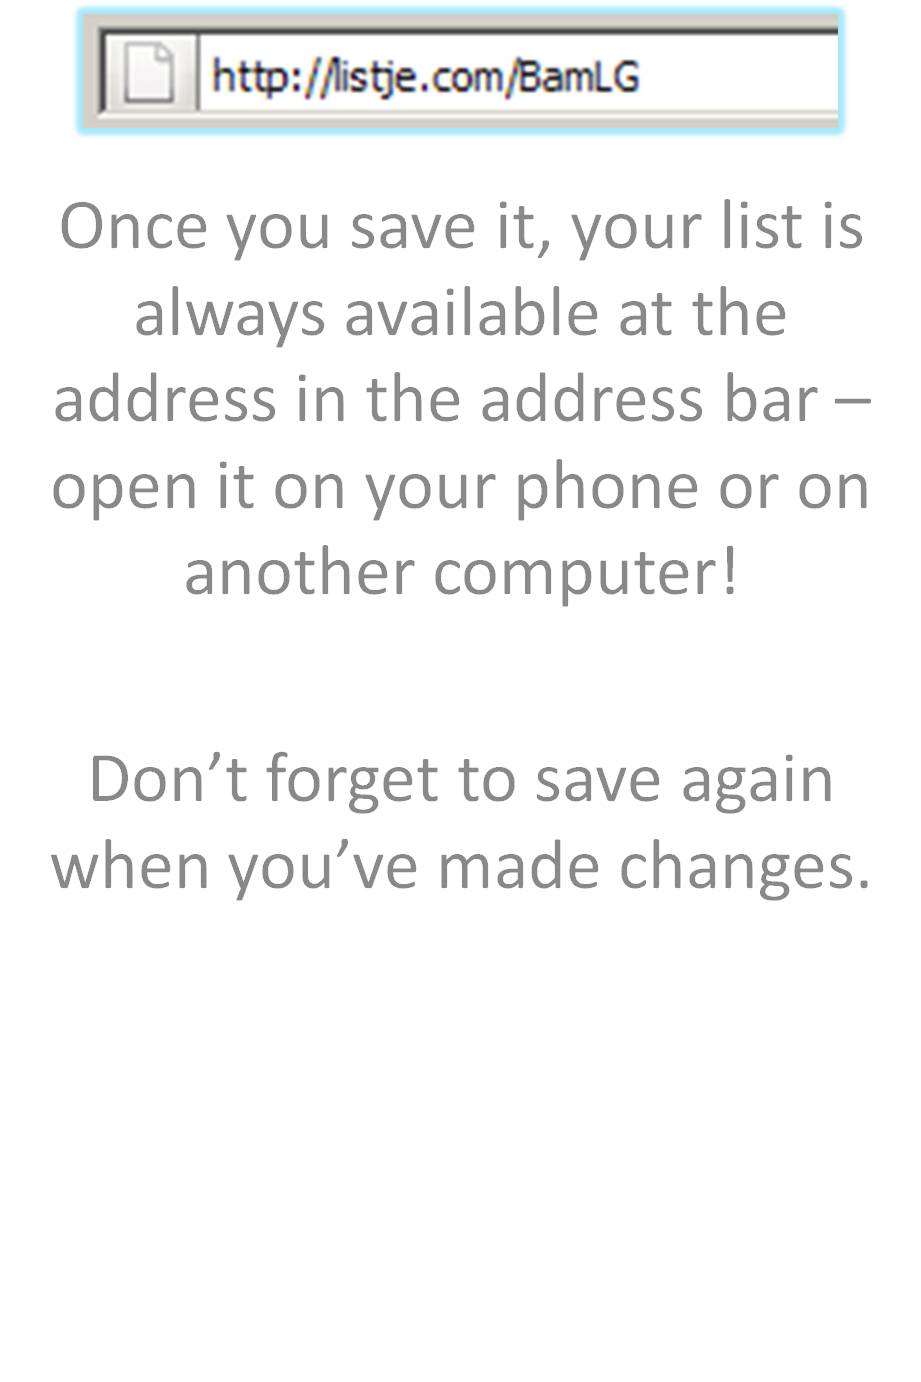 http://listje.com/BamLG
Once you save it, your list is
always available at the
address in the address bar –
open it on your phone or on
another computer!
Don’t forget to save again
when you’ve made changes.